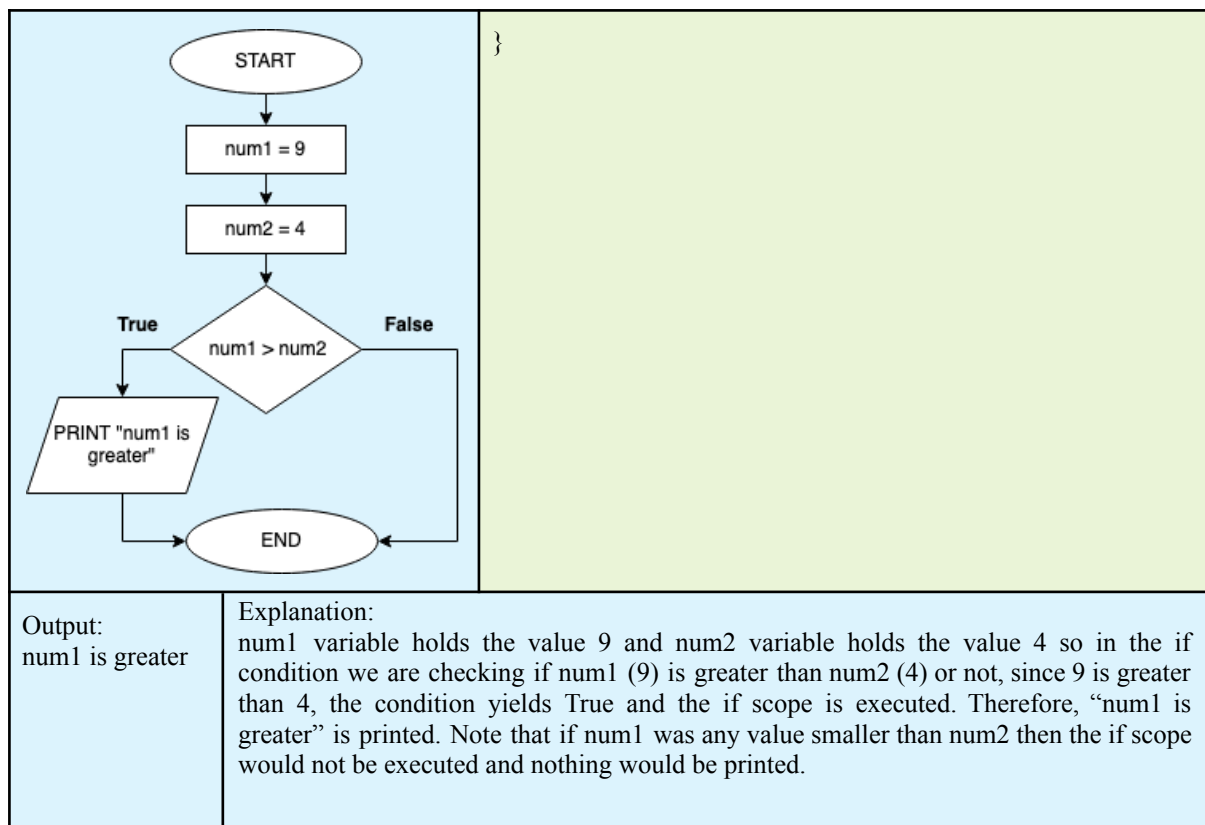 START
num1 = 9
num2 = 4
True
False
num1 > num2
PRINT "num1 is
greater"
END
}
Output:
num1 is greater
Explanation:
num1 variable holds the value 9 and num2 variable holds the value 4 so in the if
condition we are checking if num1 (9) is greater than num2 (4) or not, since 9 is greater
than 4, the condition yields True and the if scope is executed. Therefore, “num1 is
greater” is printed. Note that if num1 was any value smaller than num2 then the if scope
would not be executed and nothing would be printed.